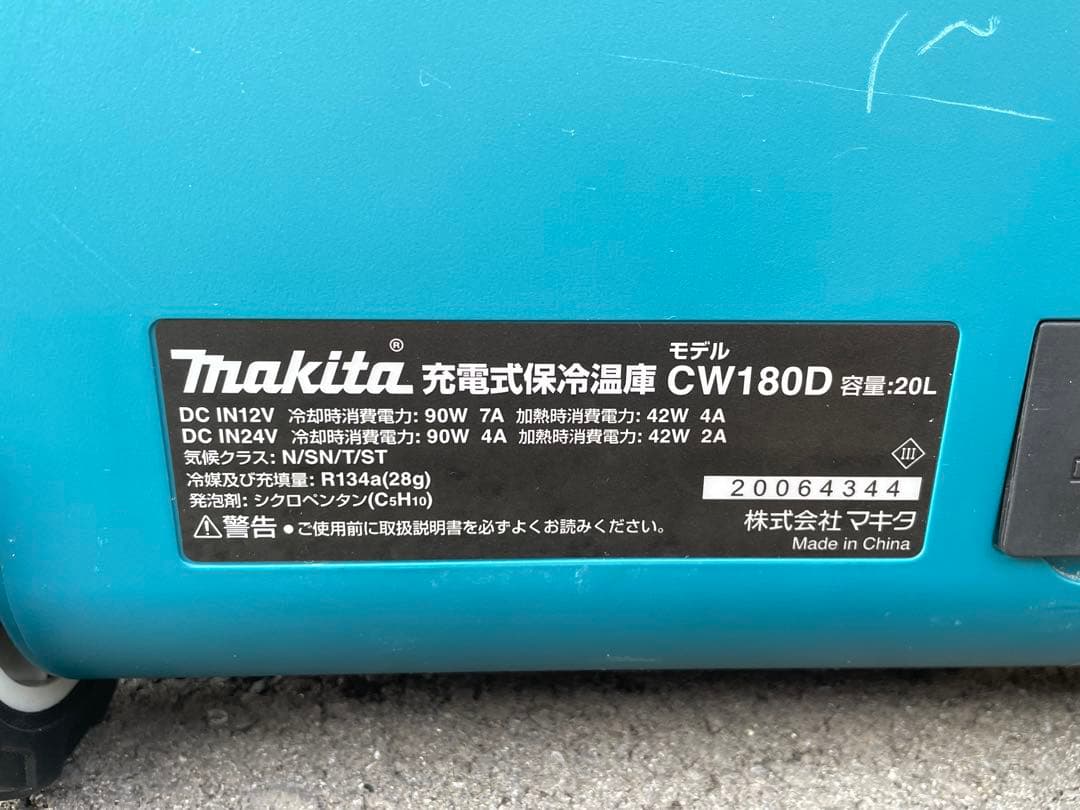 makita® 充電式保冷温庫 モデル CW180D 容量:20L
DC IN12V 冷却時消費電力: 90W 7A 加熱時消費電力: 42W 4A
DC IN24V 冷却時消費電力: 90W 4A 加熱時消費電力: 42W 2A
気候クラス: N/SN/T/ST
III
冷媒及び充填量: R134a(28g)
20064344
発泡剤: シクロペンタン(C5H10)
⚠警告 ●ご使用前に取扱説明書を必ずよくお読みください。
株式会社 マキタ
Made in China